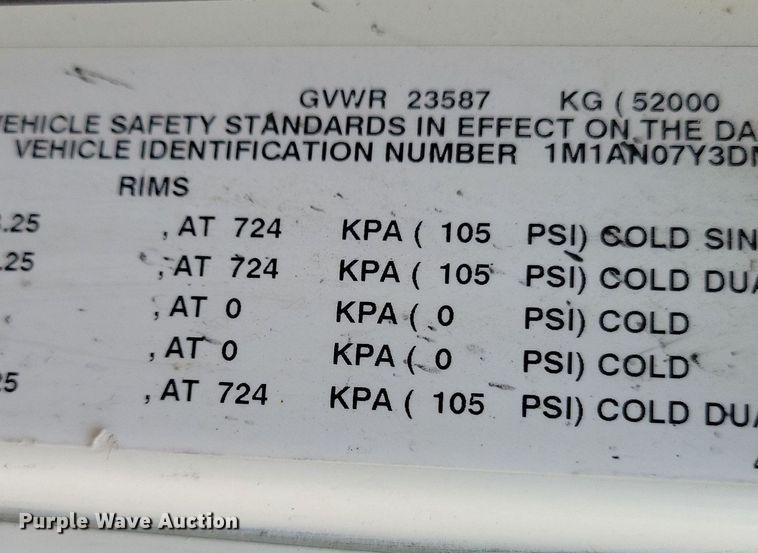 GVWR 23587 KG ( 52000
VEHICLE SAFETY STANDARDS IN EFFECT ON THE DA
VEHICLE IDENTIFICATION NUMBER 1M1AN07Y3D
RIMS
.25 , AT 724 KPA ( 105 PSI) COLD SIN
.25 , AT 724 KPA ( 105 PSI) COLD DUA
, AT 0 KPA ( 0 PSI) COLD
, AT 0 KPA ( 0 PSI) COLD
25 , AT 724 KPA ( 105 PSI) COLD DUA
Purple Wave Auction